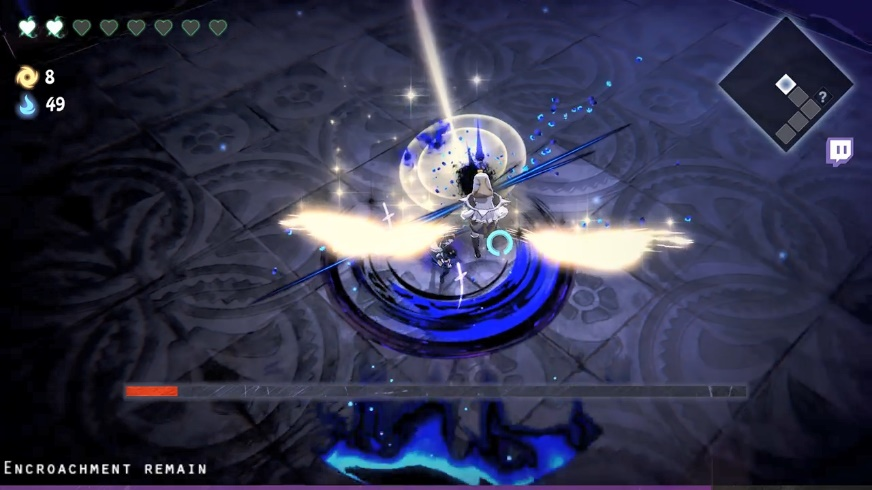 8
49
?
ENCROACHMENT REMAIN